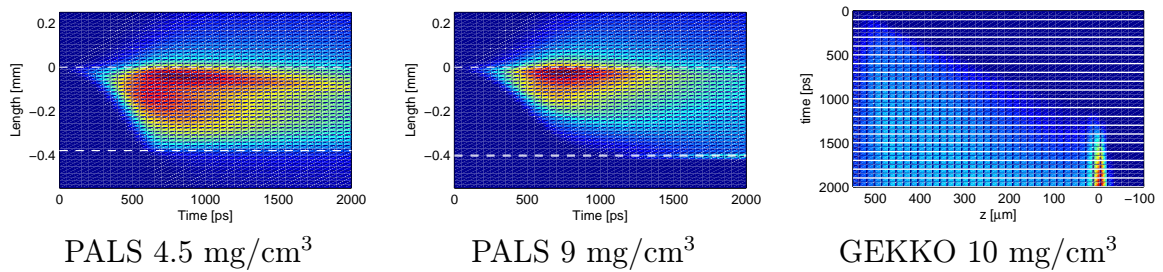 0.2
0
−0.2
−0.4
Length [mm]
0 500 1000 1500 2000
Time [ps]
PALS 4.5 mg/cm³
0.2
0
−0.2
−0.4
Length [mm]
0 500 1000 1500 2000
Time [ps]
PALS 9 mg/cm³
0
500
1000
1500
2000
time [ps]
500 400 300 200 100 0 −100
z [μm]
GEKKO 10 mg/cm³